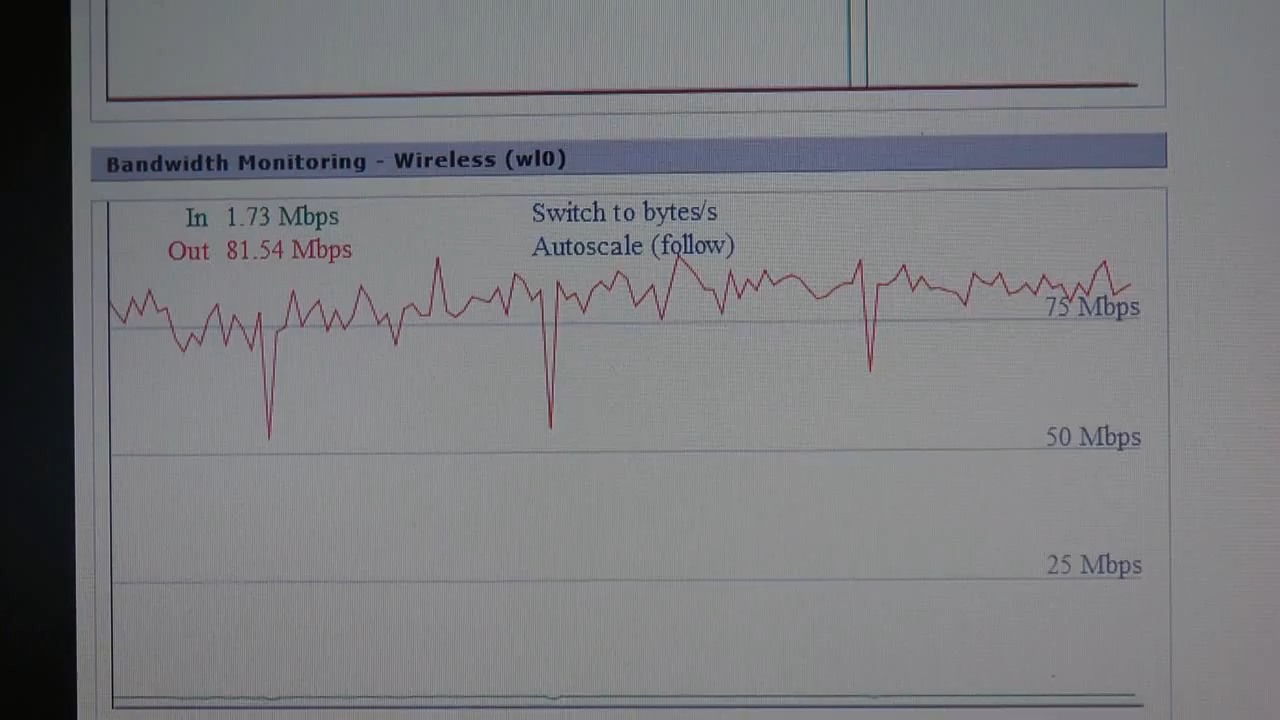 Bandwidth Monitoring - Wireless (wl0)
In 1.73 Mbps
Out 81.54 Mbps
Switch to bytes/s
Autoscale (follow)
75 Mbps
50 Mbps
25 Mbps